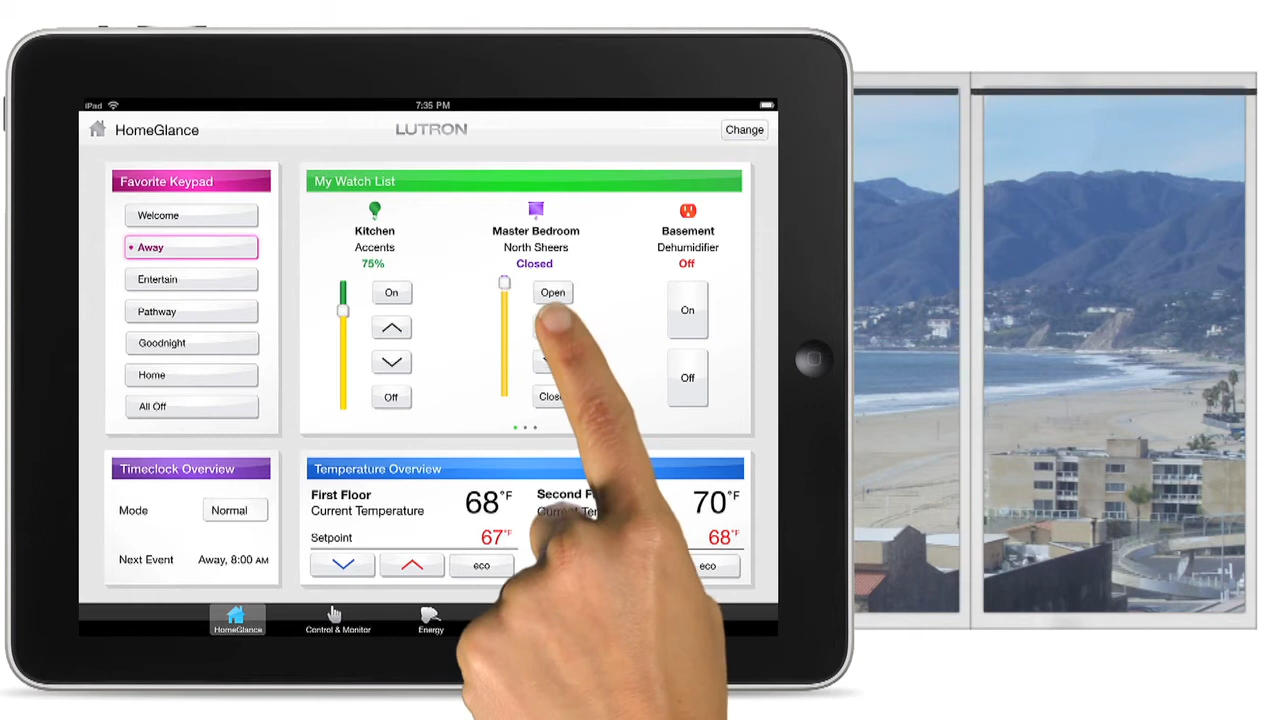 iPad
7:35 PM
HomeGlance
LUTRON
Change
Favorite Keypad
Welcome
Away
Entertain
Pathway
Goodnight
Home
All Off
My Watch List
Kitchen
Accents
75%
On
Off
Master Bedroom
North Sheers
Closed
Open
Basement
Dehumidifier
Off
On
Off
Timeclock Overview
Mode
Normal
Next Event
Away, 8:00 AM
Temperature Overview
First Floor
Current Temperature
68°F
Setpoint
67°F
eco
Second
Current
70°F
68°F
eco
HomeGlance
Control & Monitor
Energy